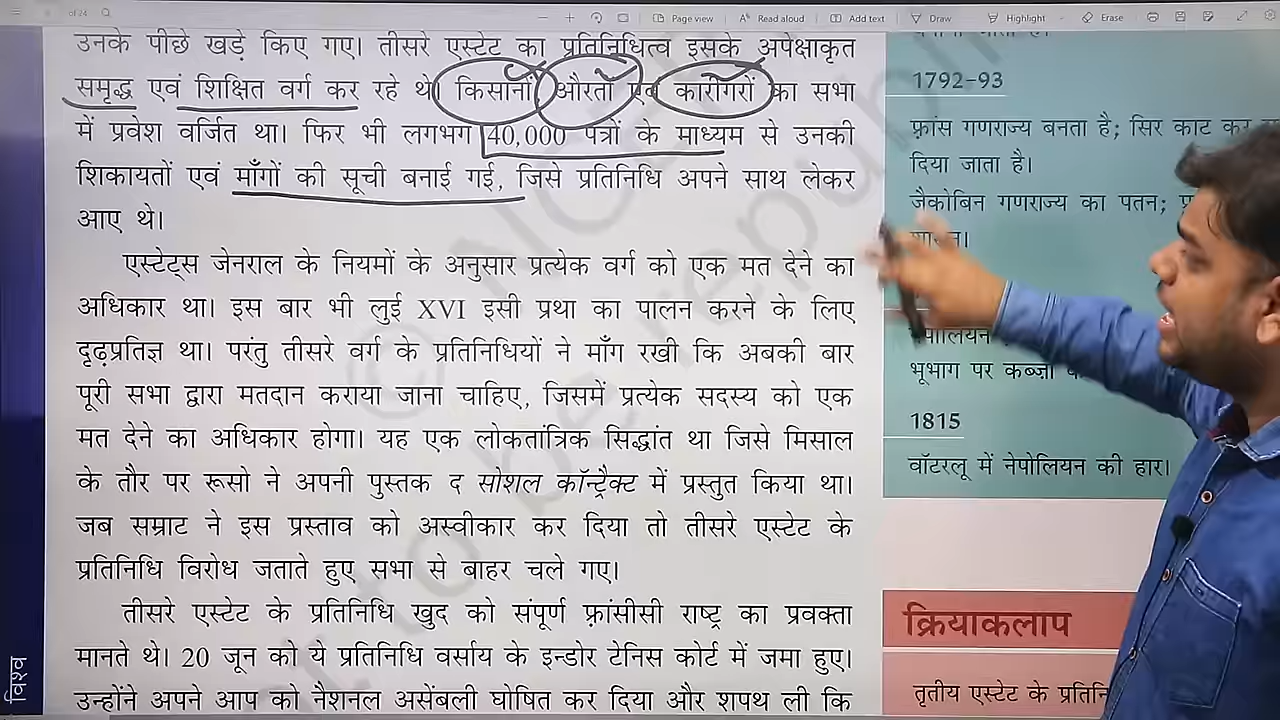 of 24
Page view
Read aloud
Add text
Draw
Highlight
Erase
उनके पीछे खड़े किए गए। तीसरे एस्टेट का प्रतिनिधित्व इसके अपेक्षाकृत
समृद्ध एवं शिक्षित वर्ग कर रहे थे। किसानों, औरतों एवं कारीगरों का सभा
में प्रवेश वर्जित था। फिर भी लगभग 40,000 पत्रों के माध्यम से उनकी
शिकायतों एवं माँगों की सूची बनाई गई, जिसे प्रतिनिधि अपने साथ लेकर
आए थे।
एस्टेट्स जेनराल के नियमों के अनुसार प्रत्येक वर्ग को एक मत देने का
अधिकार था। इस बार भी लुई XVI इसी प्रथा का पालन करने के लिए
दृढ़प्रतिज्ञ था। परंतु तीसरे वर्ग के प्रतिनिधियों ने माँग रखी कि अबकी बार
पूरी सभा द्वारा मतदान कराया जाना चाहिए, जिसमें प्रत्येक सदस्य को एक
मत देने का अधिकार होगा। यह एक लोकतांत्रिक सिद्धांत था जिसे मिसाल
के तौर पर रूसो ने अपनी पुस्तक द सोशल कॉन्ट्रैक्ट में प्रस्तुत किया था।
जब सम्राट ने इस प्रस्ताव को अस्वीकार कर दिया तो तीसरे एस्टेट के
प्रतिनिधि विरोध जताते हुए सभा से बाहर चले गए।
तीसरे एस्टेट के प्रतिनिधि खुद को संपूर्ण फ़्रांसीसी राष्ट्र का प्रवक्ता
मानते थे। 20 जून को ये प्रतिनिधि वर्साय के इन्डोर टेनिस कोर्ट में जमा हुए।
उन्होंने अपने आप को नैशनल असेंबली घोषित कर दिया और शपथ ली कि
1792-93
फ़्रांस गणराज्य बनता है; सिर काट कर
दिया जाता है।
जैकोबिन गणराज्य का पतन;
भूभाग पर कब्ज़ा
1815
वॉटरलू में नेपोलियन की हार।
क्रियाकलाप
तृतीय एस्टेट के
विश्व
© NC
be republi